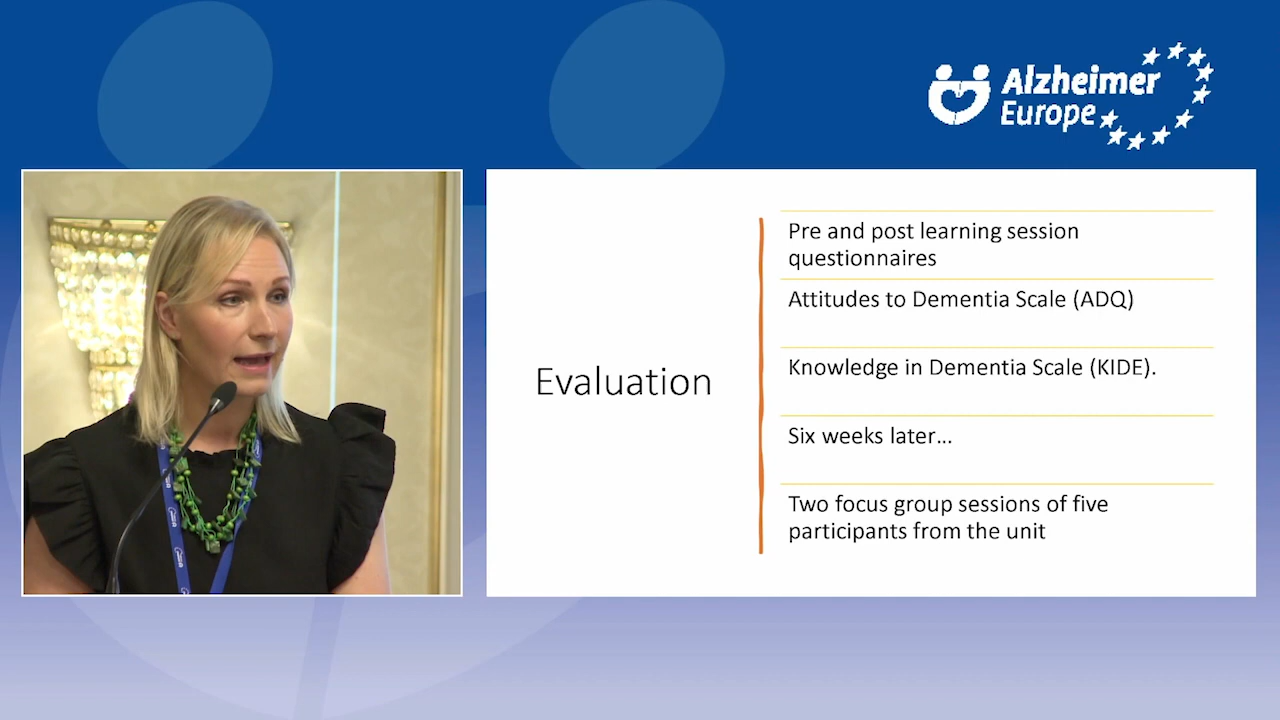 Alzheimer
Europe
Evaluation
Pre and post learning session
questionnaires
Attitudes to Dementia Scale (ADQ)
Knowledge in Dementia Scale (KIDE).
Six weeks later...
Two focus group sessions of five
participants from the unit